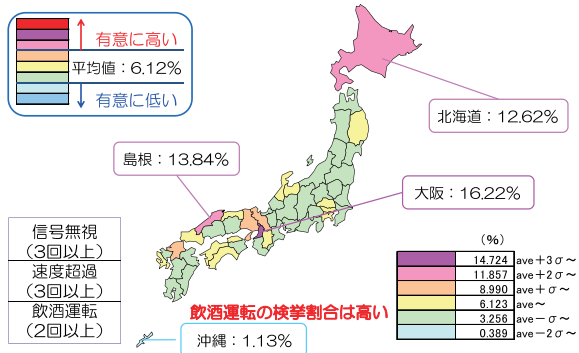 有意に高い
平均値：6.12%
有意に低い
北海道：12.62%
島根：13.84%
大阪：16.22%
信号無視
（3回以上）
速度超過
（3回以上）
飲酒運転
（2回以上）
飲酒運転の検挙割合は高い
沖縄：1.13%
（%）
14.724 ave＋3σ～
11.857 ave＋2σ～
8.990 ave＋σ～
6.123 ave～
3.256 ave－σ～
0.389 ave－2σ～